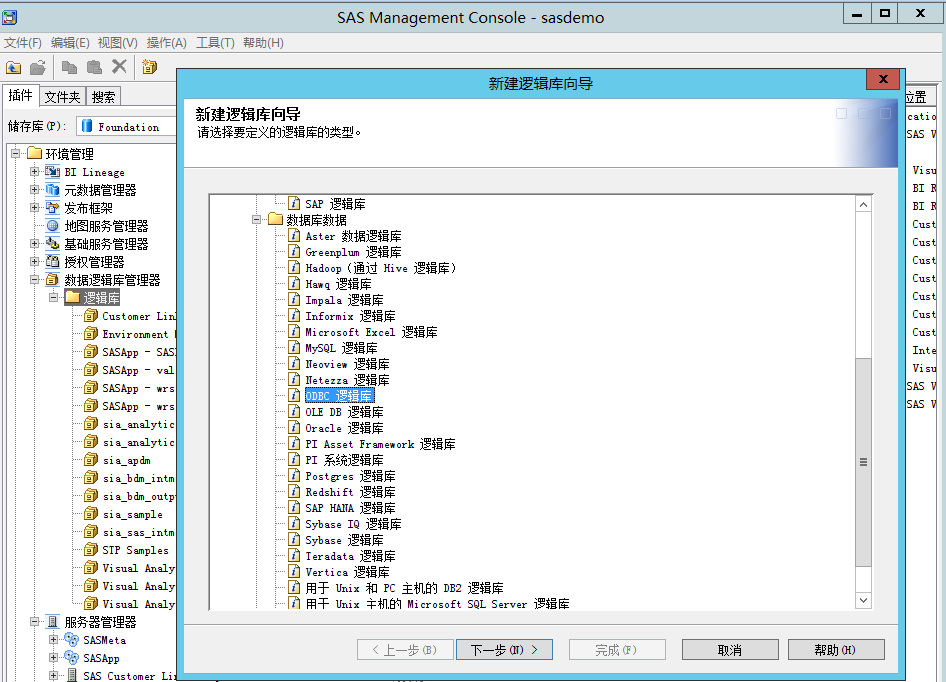 SAS Management Console - sasdemo
文件(F) 编辑(E) 视图(V) 操作(A) 工具(T) 帮助(H)
插件 文件夹 搜索
储存库(P): Foundation
环境管理
BI Lineage
元数据管理器
发布框架
地图服务管理器
基础服务管理器
授权管理器
数据逻辑库管理器
逻辑库
Customer Lin
Environment
SASApp - SAS
SASApp - val
SASApp - wrs
SASApp - wrs
sia_analytic
sia_analytic
sia_apdm
sia_bdm_intm
sia_bdm_outp
sia_sample
sia_sas_intm
STP Samples
Visual Analy
Visual Analy
Visual Analy
服务器管理器
SASMeta
SASApp
SAS Customer Li
新建逻辑库向导
新建逻辑库向导
请选择要定义的逻辑库的类型。
SAP 逻辑库
数据库数据
Aster 数据逻辑库
Greenplum 逻辑库
Hadoop（通过 Hive 逻辑库）
Hawq 逻辑库
Impala 逻辑库
Informix 逻辑库
Microsoft Excel 逻辑库
MySQL 逻辑库
Neoview 逻辑库
Netezza 逻辑库
ODBC 逻辑库
OLE DB 逻辑库
Oracle 逻辑库
PI Asset Framework 逻辑库
PI 系统逻辑库
Postgres 逻辑库
Redshift 逻辑库
SAP HANA 逻辑库
Sybase IQ 逻辑库
Sybase 逻辑库
Teradata 逻辑库
Vertica 逻辑库
用于 Unix 和 PC 主机的 DB2 逻辑库
用于 Unix 主机的 Microsoft SQL Server 逻辑库
< 上一步(B) 下一步(N) > 完成(F) 取消 帮助(H)
位置
catio
SAS V
Visu
BI R
BI R
Cust
Cust
Cust
Cust
Cust
Cust
Cust
Inte
Visu
SAS V
SAS V